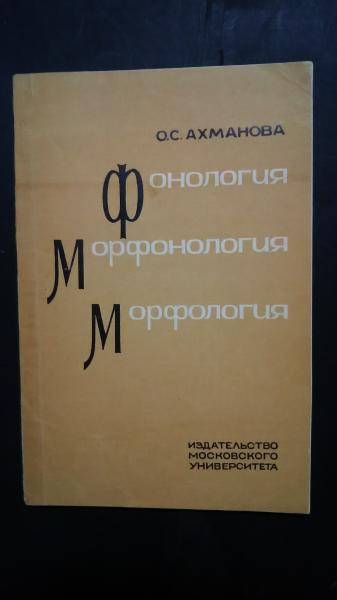 О.С. АХМАНОВА
Фонология
Морфонология
Морфология
ИЗДАТЕЛЬСТВО
МОСКОВСКОГО
УНИВЕРСИТЕТА